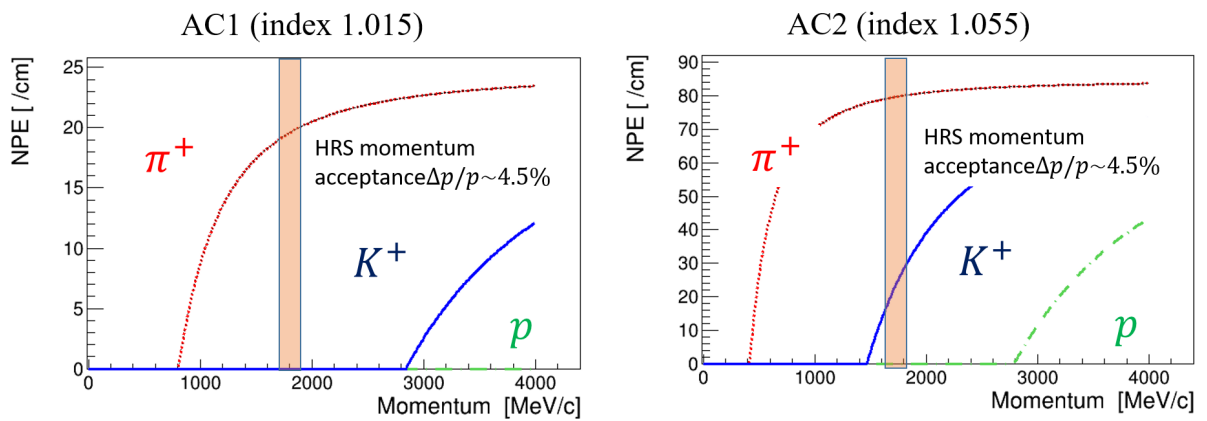 AC1 (index 1.015)
NPE [ /cm]
25
20
15
10
5
0
π⁺
HRS momentum
acceptanceΔp/p~4.5%
K⁺
p
0 1000 2000 3000 4000
Momentum [MeV/c]
AC2 (index 1.055)
NPE [ /cm]
90
80
70
60
50
40
30
20
10
0
π⁺
HRS momentum
acceptanceΔp/p~4.5%
K⁺
p
0 1000 2000 3000 4000
Momentum [MeV/c]